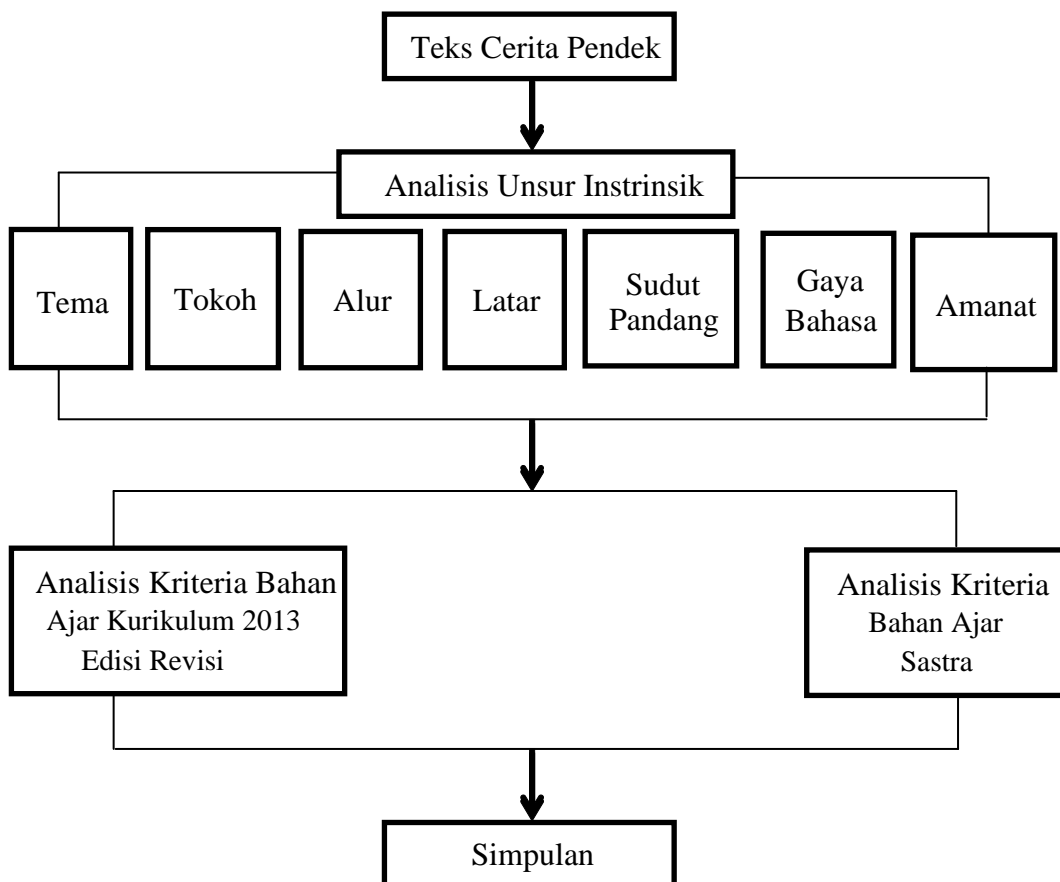 Teks Cerita Pendek
Analisis Unsur Instrinsik
Tema
Tokoh
Alur
Latar
Sudut
Pandang
Gaya
Bahasa
Amanat
Analisis Kriteria Bahan
Ajar Kurikulum 2013
Edisi Revisi
Analisis Kriteria
Bahan Ajar
Sastra
Simpulan